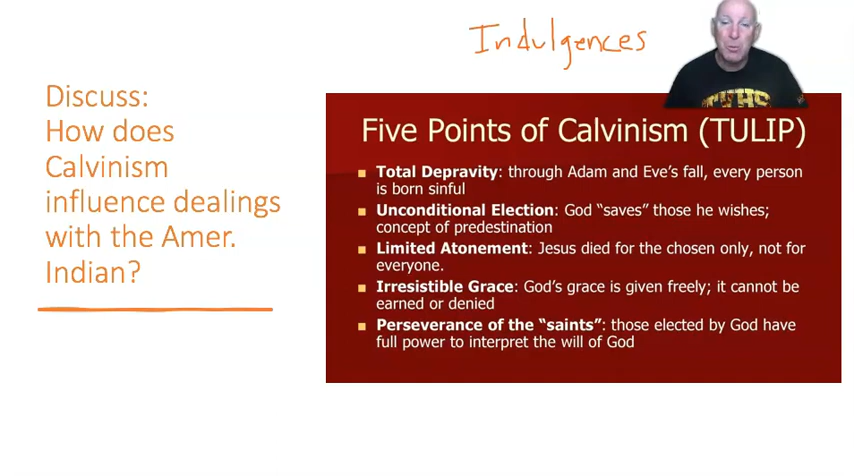 Indulgences
Discuss:
How does
Calvinism
influence dealings
with the Amer.
Indian?
Five Points of Calvinism (TULIP)
Total Depravity: through Adam and Eve's fall, every person
is born sinful
Unconditional Election: God "saves" those he wishes;
concept of predestination
Limited Atonement: Jesus died for the chosen only, not for
everyone.
Irresistible Grace: God's grace is given freely; it cannot be
earned or denied
Perseverance of the "saints": those elected by God have
full power to interpret the will of God